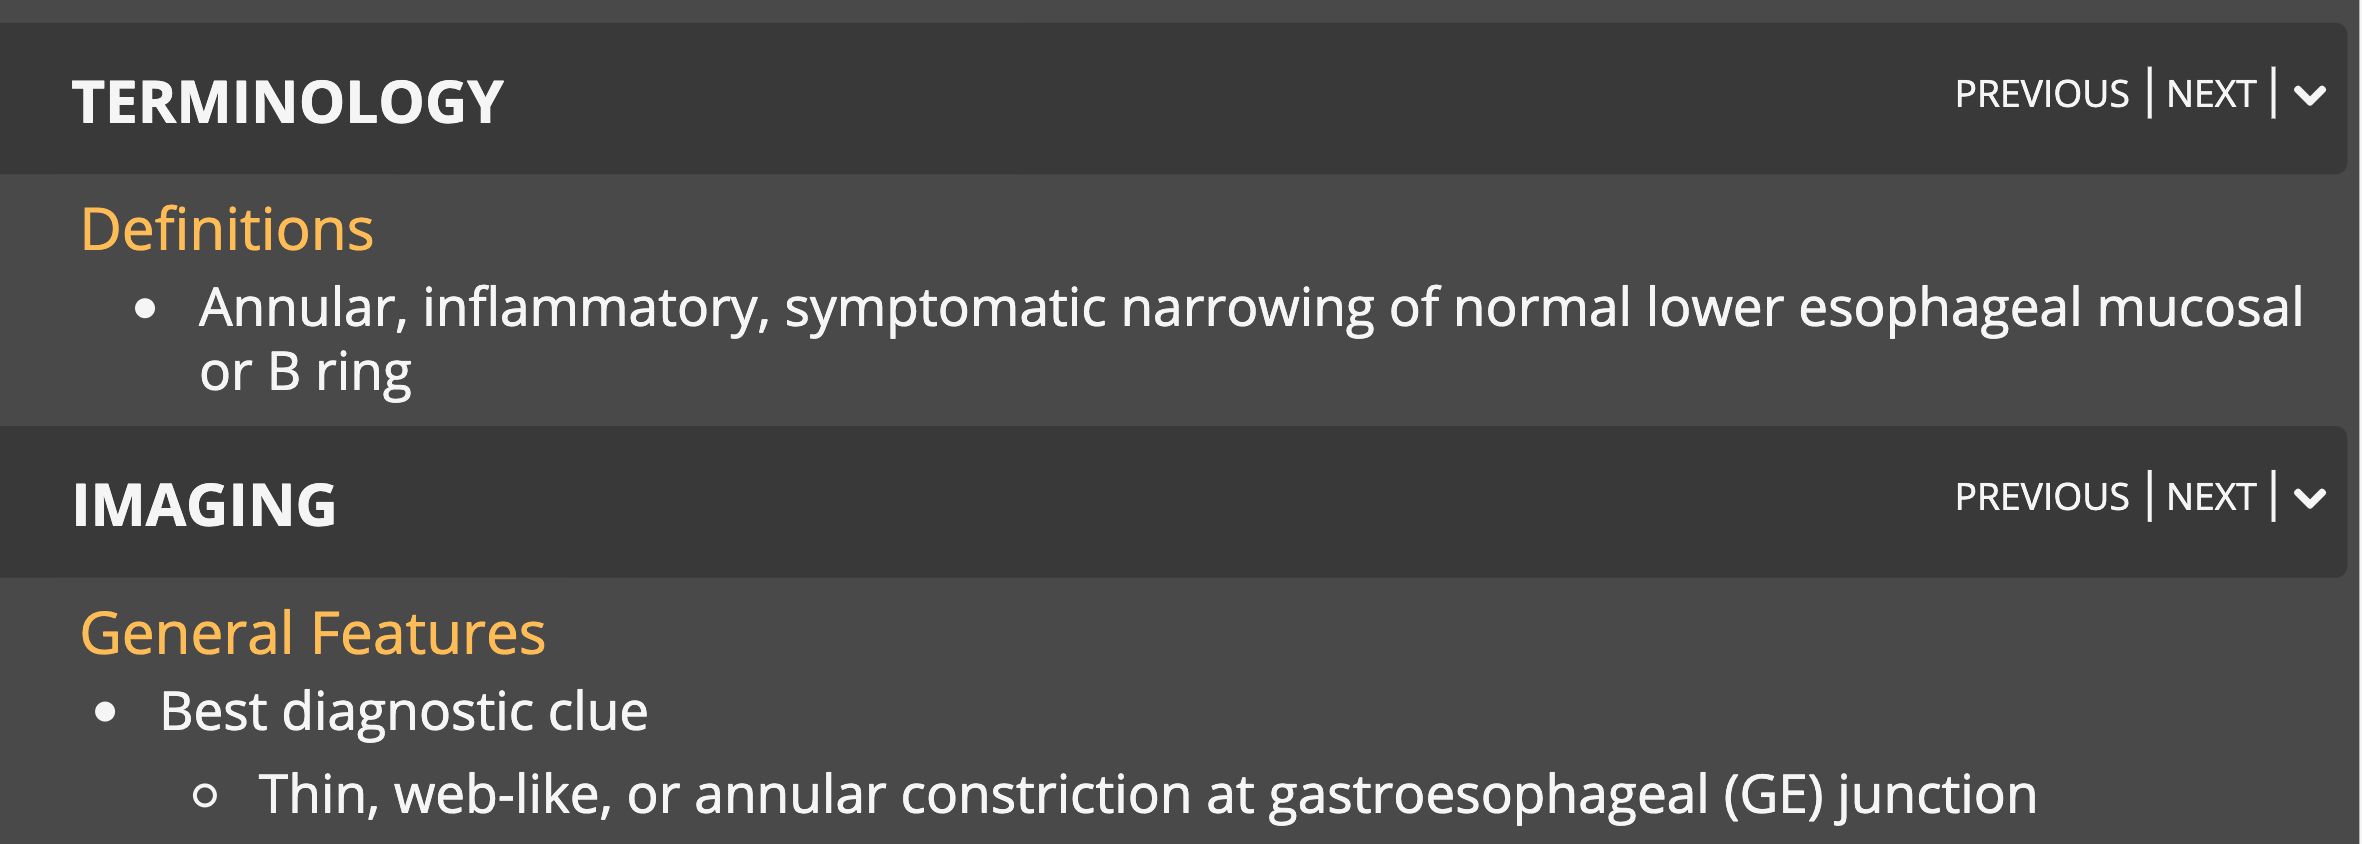 TERMINOLOGY
PREVIOUS | NEXT |
Definitions
• Annular, inflammatory, symptomatic narrowing of normal lower esophageal mucosal
or B ring
IMAGING
PREVIOUS | NEXT |
General Features
• Best diagnostic clue
○ Thin, web-like, or annular constriction at gastroesophageal (GE) junction